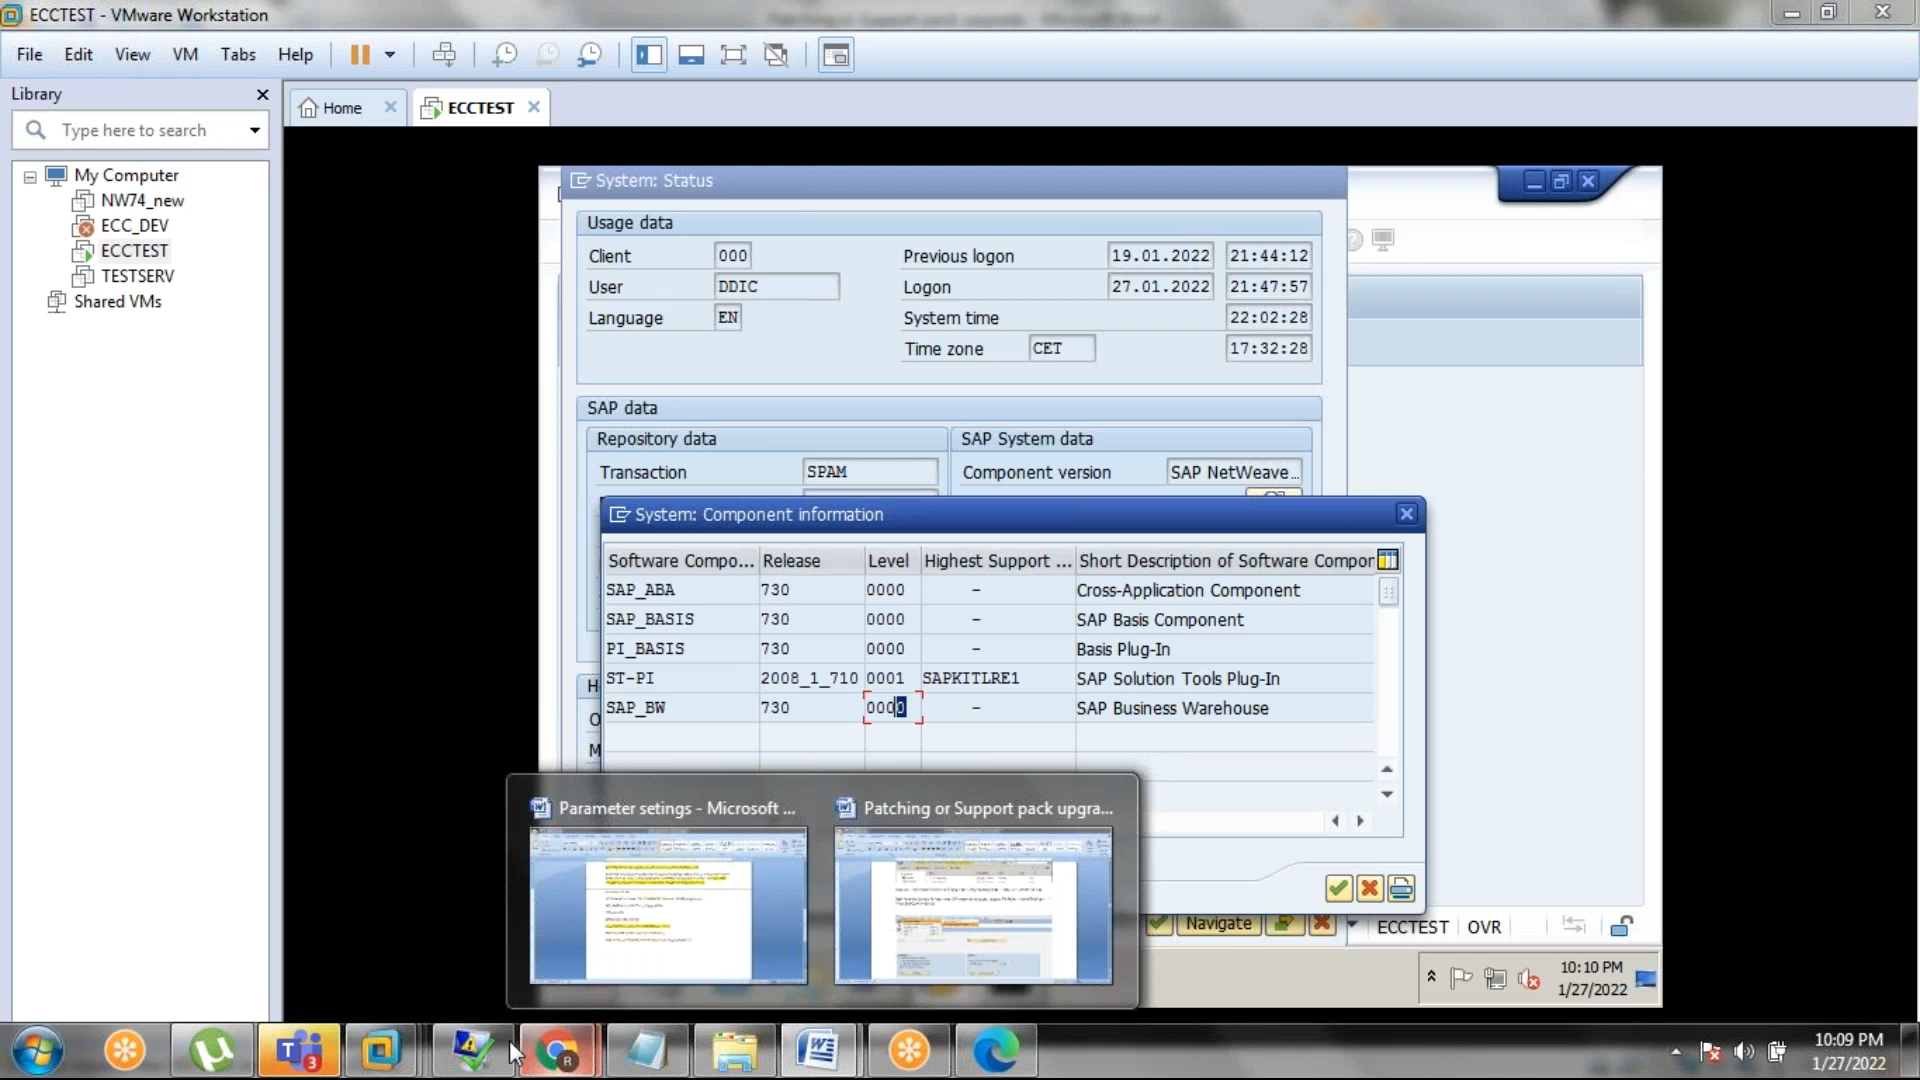 ECCTEST - VMware Workstation
File Edit View VM Tabs Help
Library
Home
ECCTEST
Type here to search
My Computer
NW74_new
ECC_DEV
ECCTEST
TESTSERV
Shared VMs
System: Status
Usage data
Client 000 Previous logon 19.01.2022 21:44:12
User DDIC Logon 27.01.2022 21:47:57
Language EN System time 22:02:28
Time zone CET 17:32:28
SAP data
Repository data SAP System data
Transaction SPAM Component version SAP NetWeave...
System: Component information
Software Compo... Release Level Highest Support ... Short Description of Software Compor
SAP_ABA 730 0000 - Cross-Application Component
SAP_BASIS 730 0000 - SAP Basis Component
PI_BASIS 730 0000 - Basis Plug-In
ST-PI 2008_1_710 0001 SAPKITLRE1 SAP Solution Tools Plug-In
SAP_BW 730 0000 - SAP Business Warehouse
Parameter setings - Microsoft ...
Patching or Support pack upgra...
Navigate
ECCTEST OVR
10:10 PM
1/27/2022
10:09 PM
1/27/2022